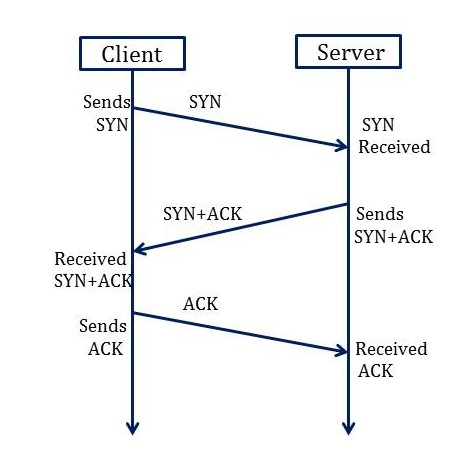 Client
Server
Sends
SYN
SYN
SYN
Received
SYN+ACK
Sends
SYN+ACK
Received
SYN+ACK
ACK
Sends
ACK
Received
ACK